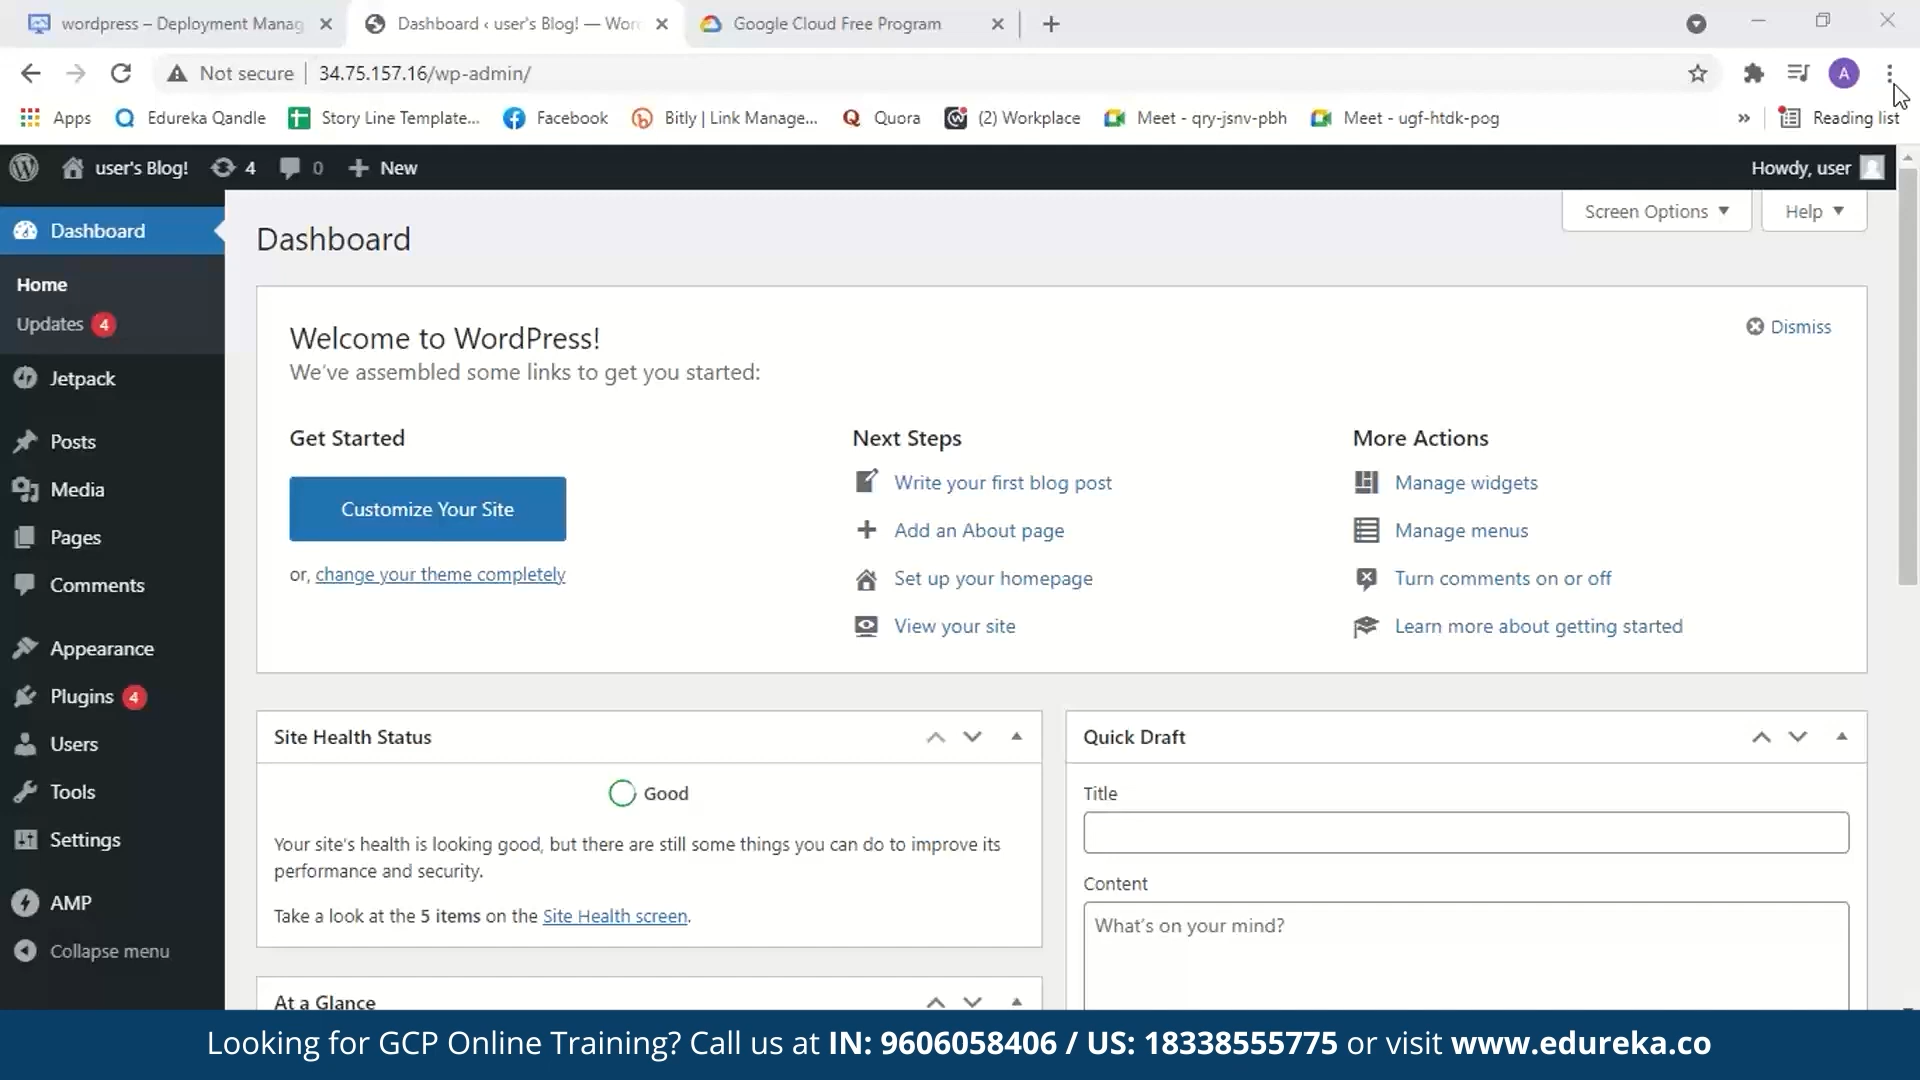 wordpress – Deployment Manag
Dashboard ‹ user's Blog! — Wor
Google Cloud Free Program
Not secure
34.75.157.16/wp-admin/
A
Apps
Edureka Qandle
Story Line Template...
Facebook
Bitly | Link Manage...
Quora
(2) Workplace
Meet - qry-jsnv-pbh
Meet - ugf-htdk-pog
»
Reading list
user's Blog!
4
0
New
Howdy, user
Screen Options
Help
Dashboard
Home
Updates 4
Jetpack
Posts
Media
Pages
Comments
Appearance
Plugins 4
Users
Tools
Settings
AMP
Collapse menu
Dashboard
Welcome to WordPress!
Dismiss
We've assembled some links to get you started:
Get Started
Customize Your Site
or, change your theme completely
Next Steps
Write your first blog post
Add an About page
Set up your homepage
View your site
More Actions
Manage widgets
Manage menus
Turn comments on or off
Learn more about getting started
Site Health Status
Good
Your site's health is looking good, but there are still some things you can do to improve its
performance and security.
Take a look at the 5 items on the Site Health screen.
At a Glance
Quick Draft
Title
Content
What's on your mind?
Looking for GCP Online Training? Call us at IN: 9606058406 / US: 18338555775 or visit www.edureka.co